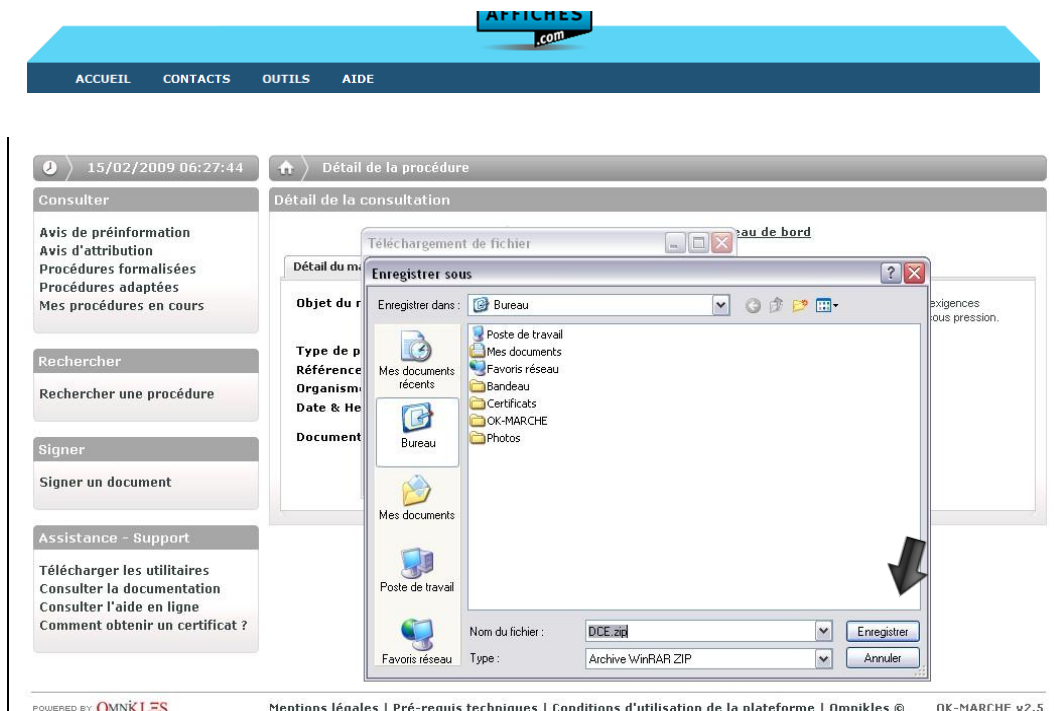 AFFICHES
.com
ACCUEIL CONTACTS OUTILS AIDE
15/02/2009 06:27:44
Détail de la procédure
Consulter
Avis de préinformation
Avis d'attribution
Procédures formalisées
Procédures adaptées
Mes procédures en cours
Rechercher
Rechercher une procédure
Signer
Signer un document
Assistance - Support
Télécharger les utilitaires
Consulter la documentation
Consulter l'aide en ligne
Comment obtenir un certificat ?
Détail de la consultation
eau de bord
Détail du ma
Objet du
exigences
ous pression.
Type de p
Référence
Organism
Date & He
Document
Téléchargement de fichier
Enregistrer sous
Enregistrer dans : Bureau
Mes documents récents
Bureau
Mes documents
Poste de travail
Favoris réseau
Poste de travail
Mes documents
Favoris réseau
Bandeau
Certificats
OK-MARCHE
Photos
Nom du fichier : DCE.zip Enregistrer
Type : Archive WinRAR ZIP Annuler
POWERED BY OMNIKLES
Mentions légales | Pré-requis techniques | Conditions d'utilisation de la plateforme | Omnikles © OK-MARCHE v2.5